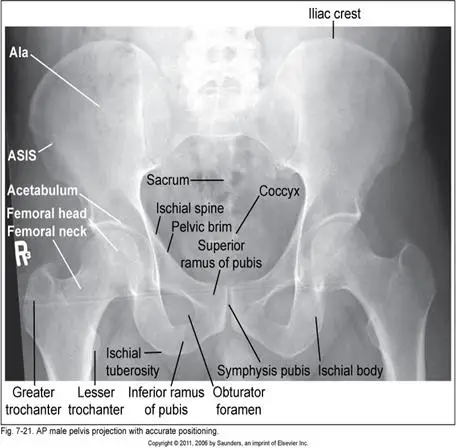 Iliac crest
Ala
ASIS
Acetabulum
Femoral head
Femoral neck
Sacrum
Coccyx
Ischial spine
Pelvic brim
Superior
ramus of pubis
Ischial
tuberosity
Symphysis pubis
Ischial body
Greater
trochanter
Lesser
trochanter
Inferior ramus
of pubis
Obturator
foramen
Fig. 7-21. AP male pelvis projection with accurate positioning.
Copyright © 2011, 2006 by Saunders, an imprint of Elsevier Inc.